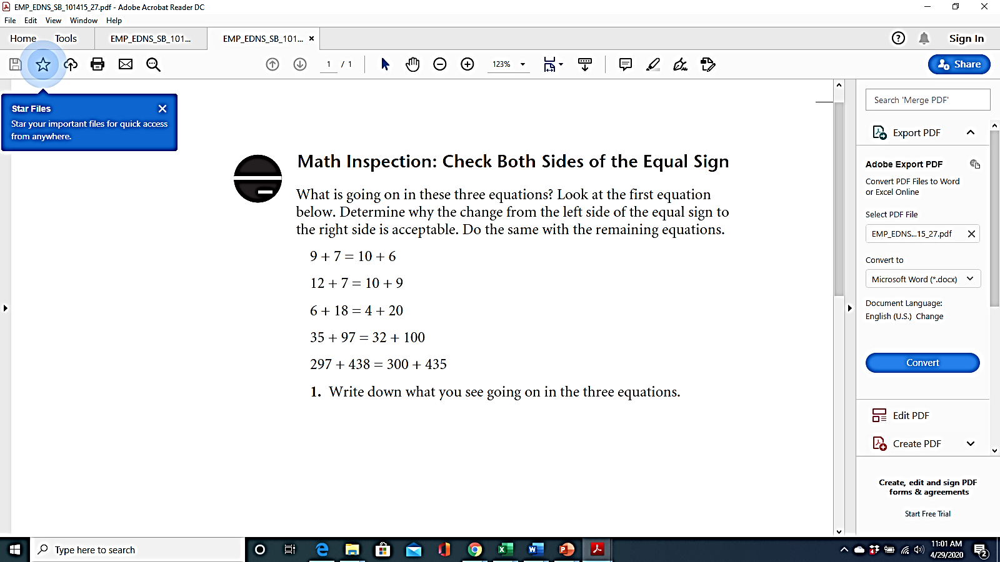 EMP_EDNS_SB_101415_27.pdf - Adobe Acrobat Reader DC
File Edit View Window Help
Home Tools EMP_EDNS_SB_101... EMP_EDNS_SB_101... ×
Sign In
1 / 1
123%
Share
Star Files
Star your important files for quick access
from anywhere.
Math Inspection: Check Both Sides of the Equal Sign
What is going on in these three equations? Look at the first equation
below. Determine why the change from the left side of the equal sign to
the right side is acceptable. Do the same with the remaining equations.
9 + 7 = 10 + 6
12 + 7 = 10 + 9
6 + 18 = 4 + 20
35 + 97 = 32 + 100
297 + 438 = 300 + 435
1. Write down what you see going on in the three equations.
Search 'Merge PDF'
Export PDF
Adobe Export PDF
Convert PDF Files to Word
or Excel Online
Select PDF File
EMP_EDNS...15_27.pdf
Convert to
Microsoft Word (*.docx)
Document Language:
English (U.S.) Change
Convert
Edit PDF
Create PDF
Create, edit and sign PDF
forms & agreements
Start Free Trial
Type here to search
11:01 AM
4/29/2020
2